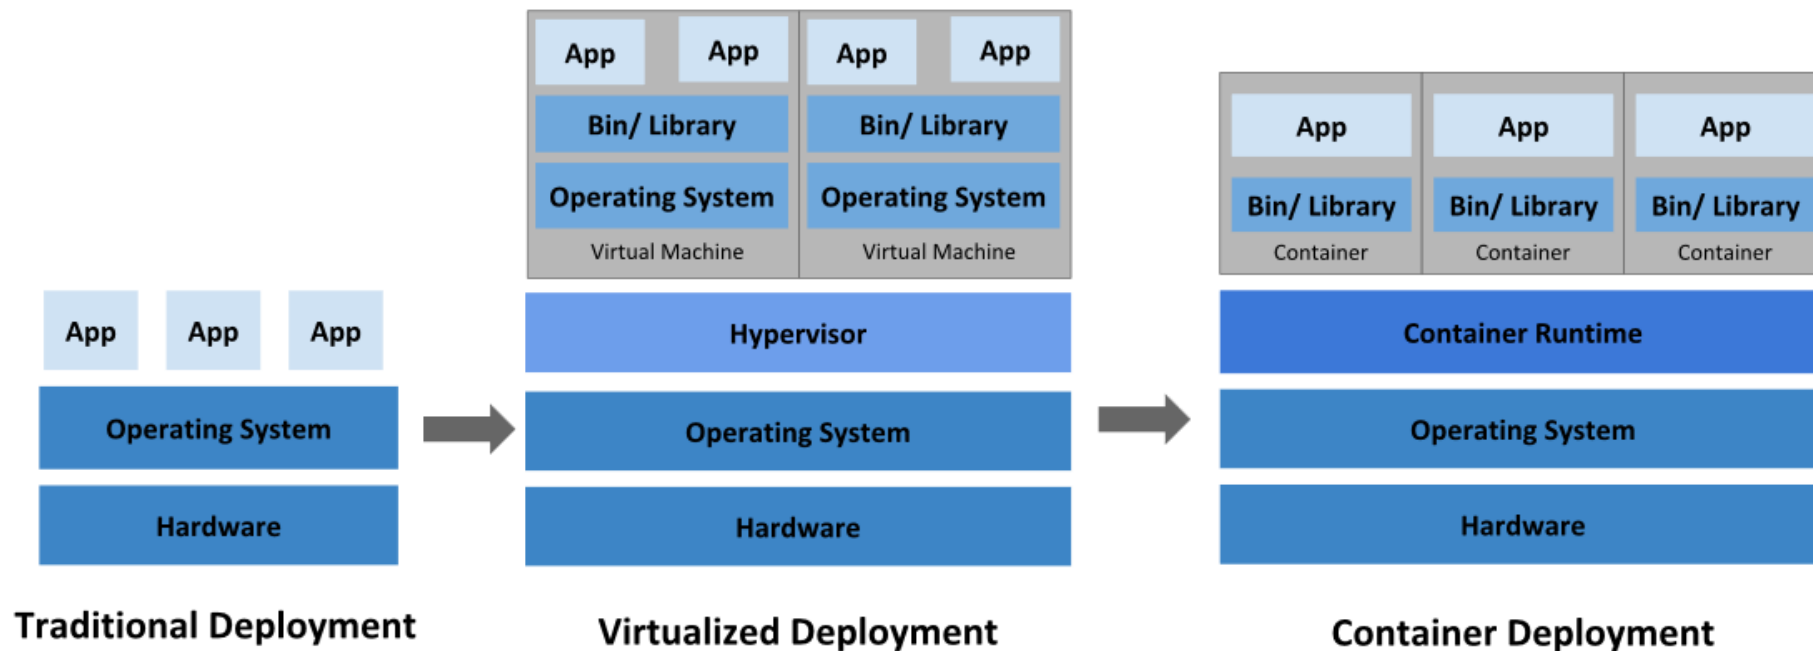 App App App
Operating System
Hardware
Traditional Deployment
App App App App
Bin/ Library Bin/ Library
Operating System Operating System
Virtual Machine Virtual Machine
Hypervisor
Operating System
Hardware
Virtualized Deployment
App App App
Bin/ Library Bin/ Library Bin/ Library
Container Container Container
Container Runtime
Operating System
Hardware
Container Deployment